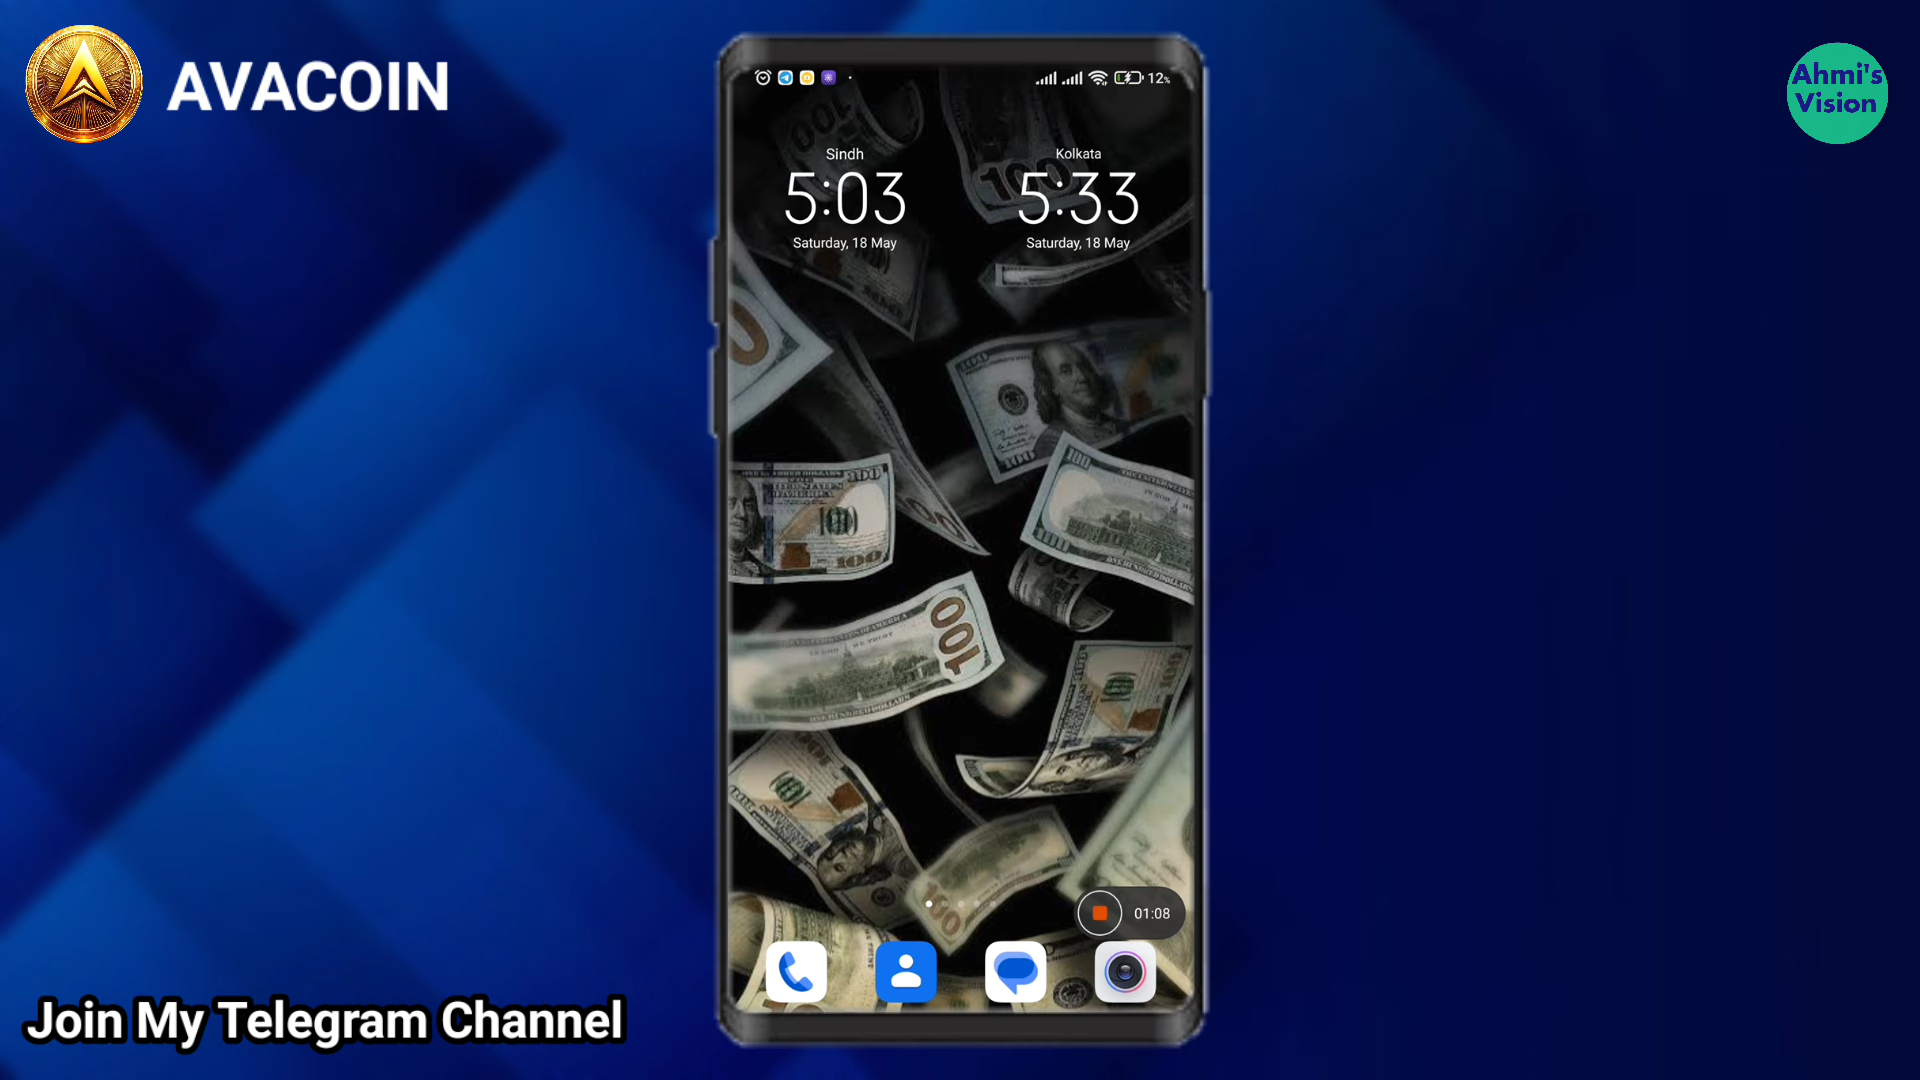 AVACOIN
Ahmi's
Vision
12%
Sindh
5:03
Saturday, 18 May
Kolkata
5:33
Saturday, 18 May
01:08
Join My Telegram Channel